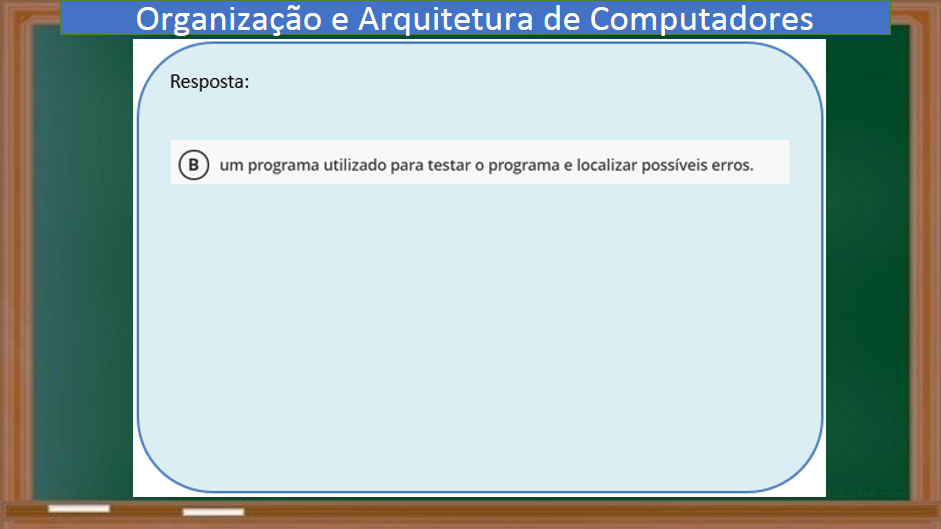 Organização e Arquitetura de Computadores
Resposta:
B um programa utilizado para testar o programa e localizar possíveis erros.